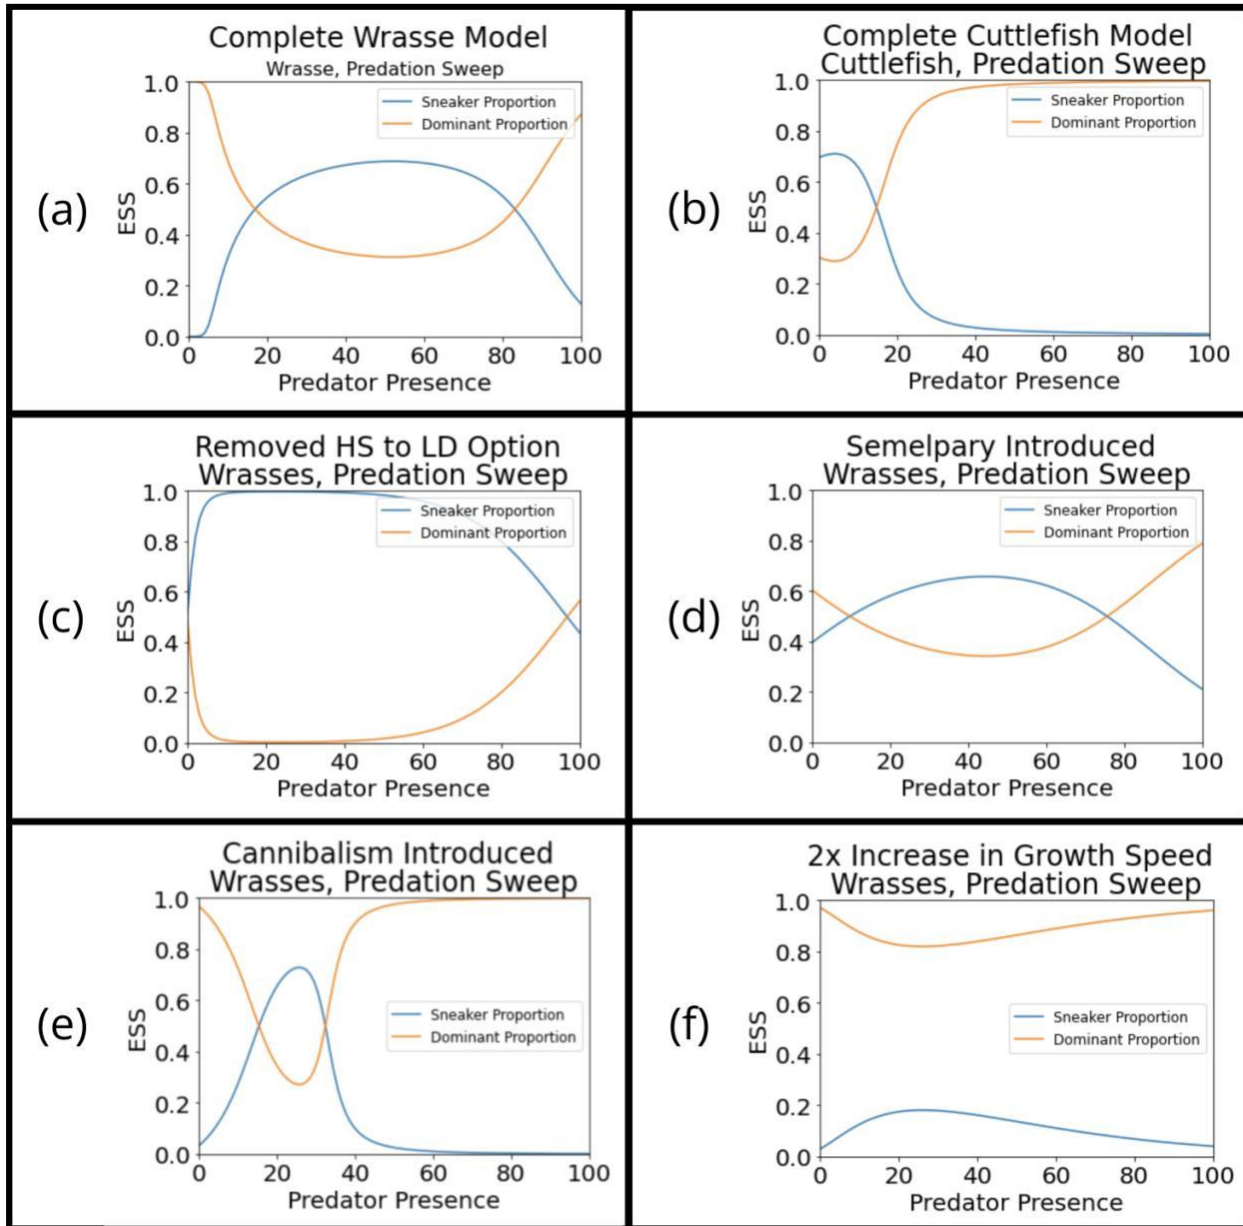 Complete Wrasse Model
Wrasse, Predation Sweep
(a)
ESS
1.0
0.8
0.6
0.4
0.2
0.0
Sneaker Proportion
Dominant Proportion
0 20 40 60 80 100
Predator Presence
Complete Cuttlefish Model
Cuttlefish, Predation Sweep
(b)
ESS
1.0
0.8
0.6
0.4
0.2
0.0
Sneaker Proportion
Dominant Proportion
0 20 40 60 80 100
Predator Presence
Removed HS to LD Option
Wrasses, Predation Sweep
(c)
ESS
1.0
0.8
0.6
0.4
0.2
0.0
Sneaker Proportion
Dominant Proportion
0 20 40 60 80 100
Predator Presence
Semelpary Introduced
Wrasses, Predation Sweep
(d)
ESS
1.0
0.8
0.6
0.4
0.2
0.0
Sneaker Proportion
Dominant Proportion
0 20 40 60 80 100
Predator Presence
Cannibalism Introduced
Wrasses, Predation Sweep
(e)
ESS
1.0
0.8
0.6
0.4
0.2
0.0
Sneaker Proportion
Dominant Proportion
0 20 40 60 80 100
Predator Presence
2x Increase in Growth Speed
Wrasses, Predation Sweep
(f)
ESS
1.0
0.8
0.6
0.4
0.2
0.0
Sneaker Proportion
Dominant Proportion
0 20 40 60 80 100
Predator Presence